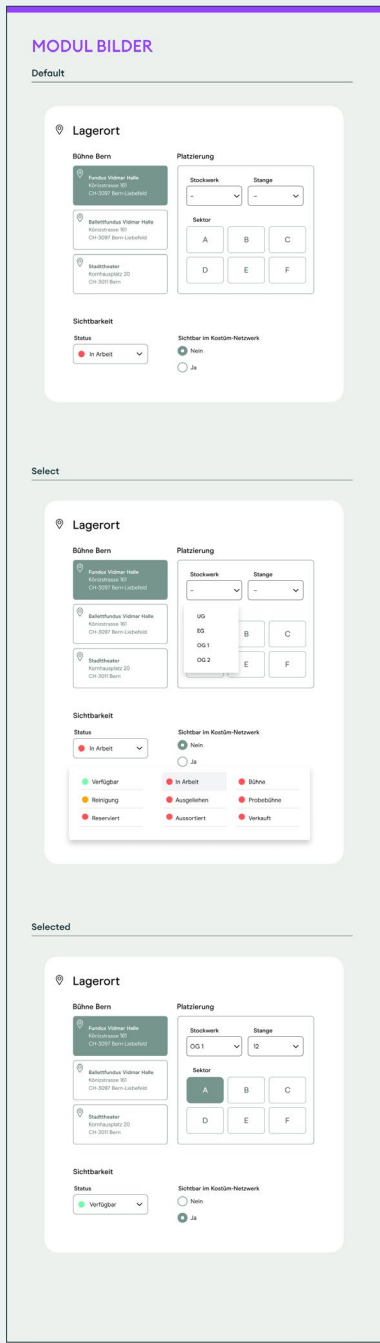 MODUL BILDER
Default
Lagerort
Bühne Bern
Fundus Vidmar Halle
Könizstrasse 161
CH-3097 Bern-Liebefeld
Ballettfundus Vidmar Halle
Könizstrasse 161
CH-3097 Bern-Liebefeld
Stadttheater
Kornhausplatz 20
CH-3011 Bern
Platzierung
Stockwerk Stange
– –
Sektor
A B C
D E F
Sichtbarkeit
Status
In Arbeit
Sichtbar im Kostüm-Netzwerk
Nein
Ja
Select
Lagerort
Bühne Bern
Fundus Vidmar Halle
Könizstrasse 161
CH-3097 Bern-Liebefeld
Ballettfundus Vidmar Halle
Könizstrasse 161
CH-3097 Bern-Liebefeld
Stadttheater
Kornhausplatz 20
CH-3011 Bern
Platzierung
Stockwerk Stange
– –
UG
EG
OG 1
OG 2
B C
E F
Sichtbarkeit
Status
In Arbeit
Sichtbar im Kostüm-Netzwerk
Nein
Ja
Verfügbar In Arbeit Bühne
Reinigung Ausgeliehen Probebühne
Reserviert Aussortiert Verkauft
Selected
Lagerort
Bühne Bern
Fundus Vidmar Halle
Könizstrasse 161
CH-3097 Bern-Liebefeld
Ballettfundus Vidmar Halle
Könizstrasse 161
CH-3097 Bern-Liebefeld
Stadttheater
Kornhausplatz 20
CH-3011 Bern
Platzierung
Stockwerk Stange
OG 1 12
Sektor
A B C
D E F
Sichtbarkeit
Status
Verfügbar
Sichtbar im Kostüm-Netzwerk
Nein
Ja